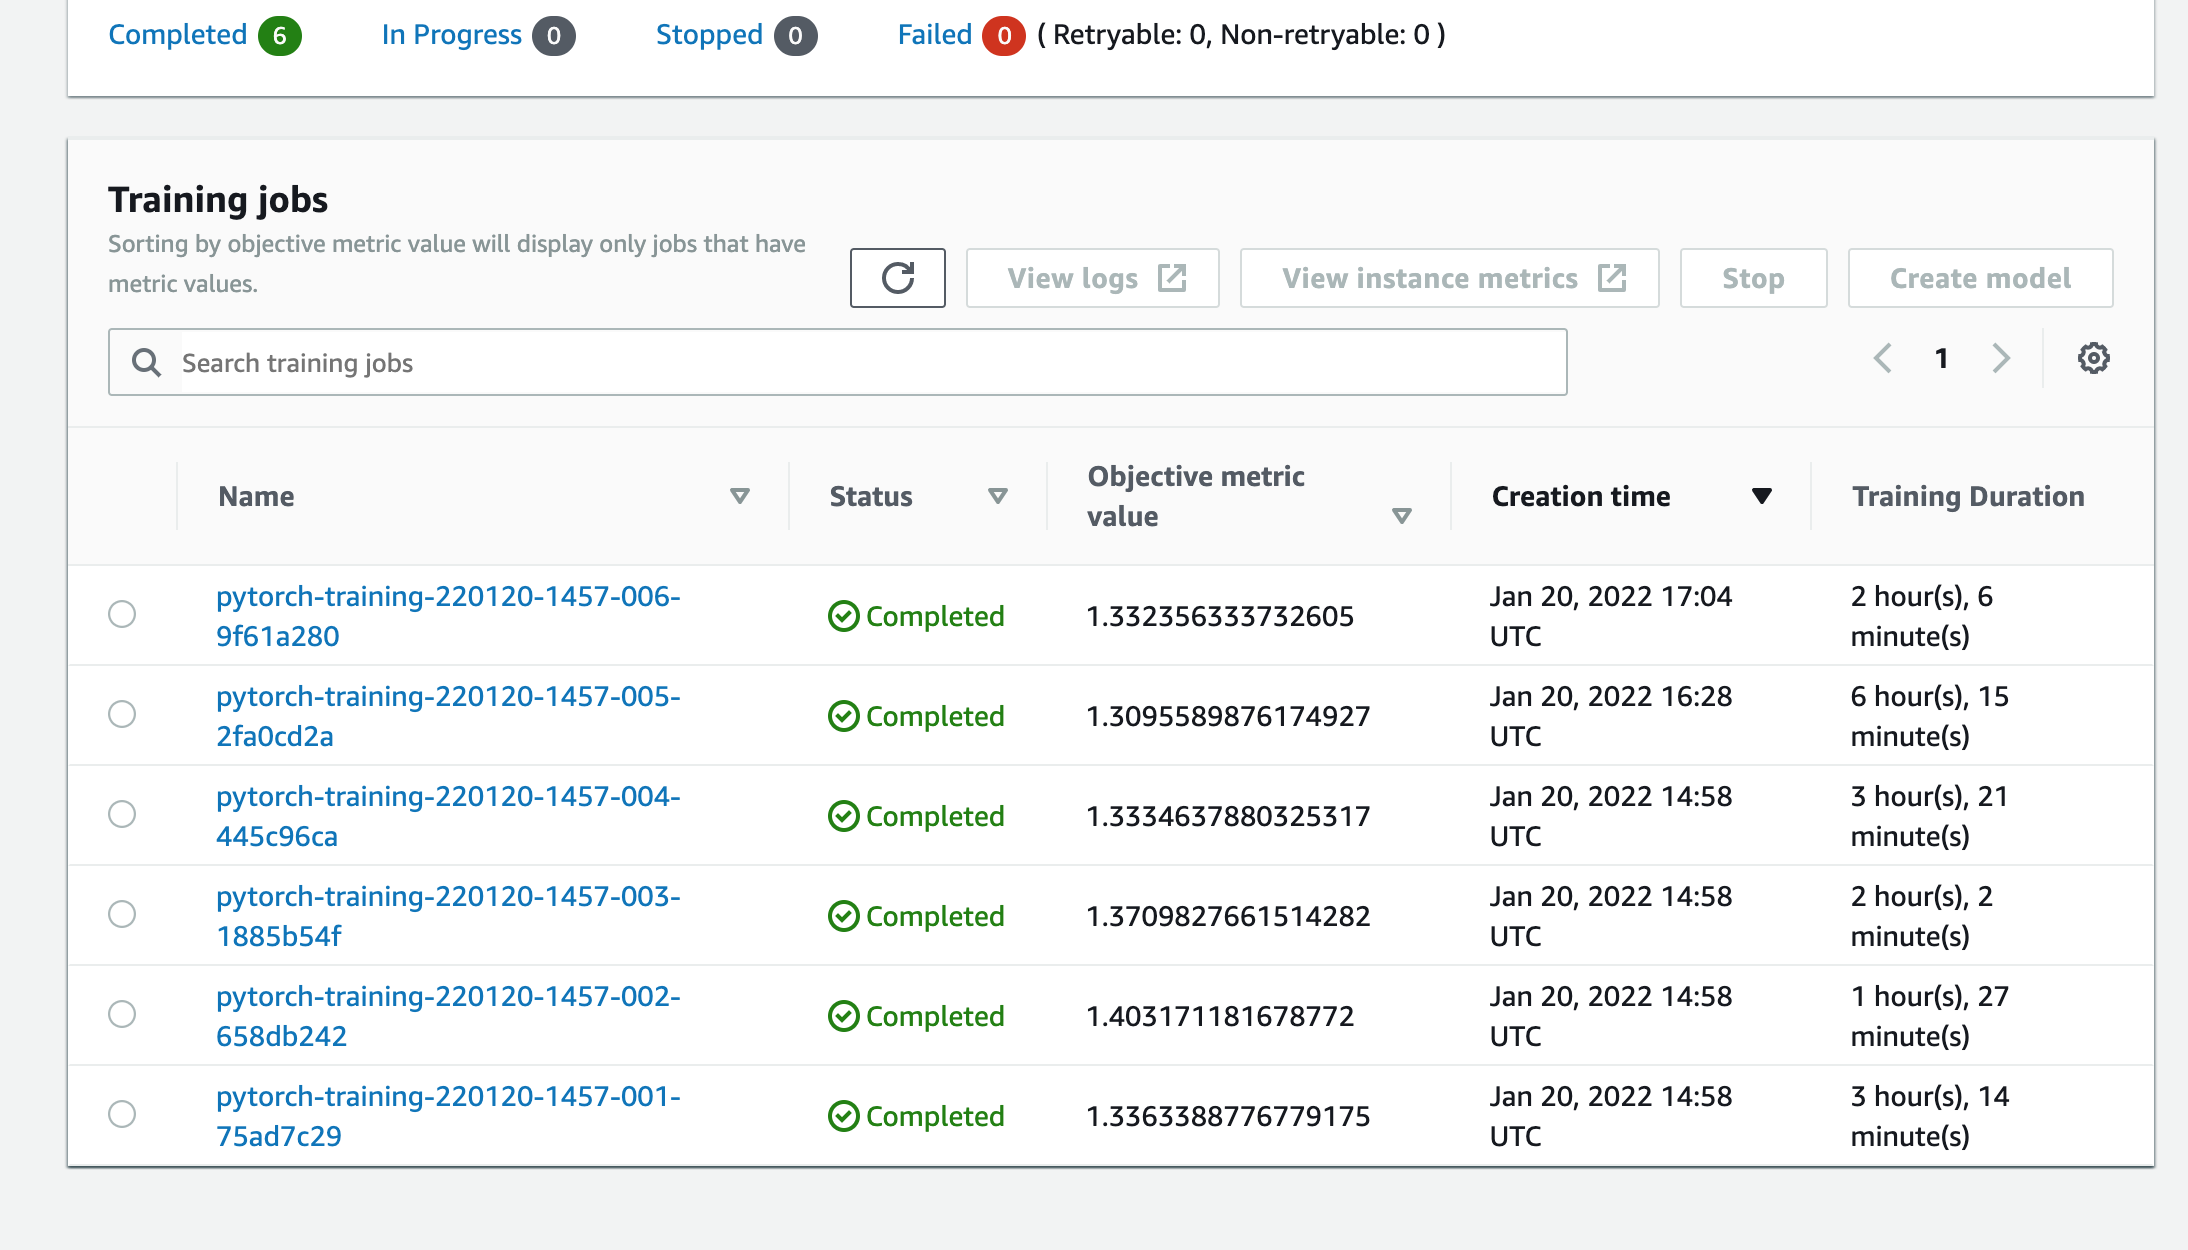 Completed 6 In Progress 0 Stopped 0 Failed 0 ( Retryable: 0, Non-retryable: 0 )
Training jobs
Sorting by objective metric value will display only jobs that have
metric values.
View logs View instance metrics Stop Create model
Search training jobs
1
Name Status Objective metric value Creation time Training Duration
pytorch-training-220120-1457-006- Completed 1.332356333732605 Jan 20, 2022 17:04 2 hour(s), 6
9f61a280 UTC minute(s)
pytorch-training-220120-1457-005- Completed 1.3095589876174927 Jan 20, 2022 16:28 6 hour(s), 15
2fa0cd2a UTC minute(s)
pytorch-training-220120-1457-004- Completed 1.3334637880325317 Jan 20, 2022 14:58 3 hour(s), 21
445c96ca UTC minute(s)
pytorch-training-220120-1457-003- Completed 1.3709827661514282 Jan 20, 2022 14:58 2 hour(s), 2
1885b54f UTC minute(s)
pytorch-training-220120-1457-002- Completed 1.403171181678772 Jan 20, 2022 14:58 1 hour(s), 27
658db242 UTC minute(s)
pytorch-training-220120-1457-001- Completed 1.3363388776779175 Jan 20, 2022 14:58 3 hour(s), 14
75ad7c29 UTC minute(s)